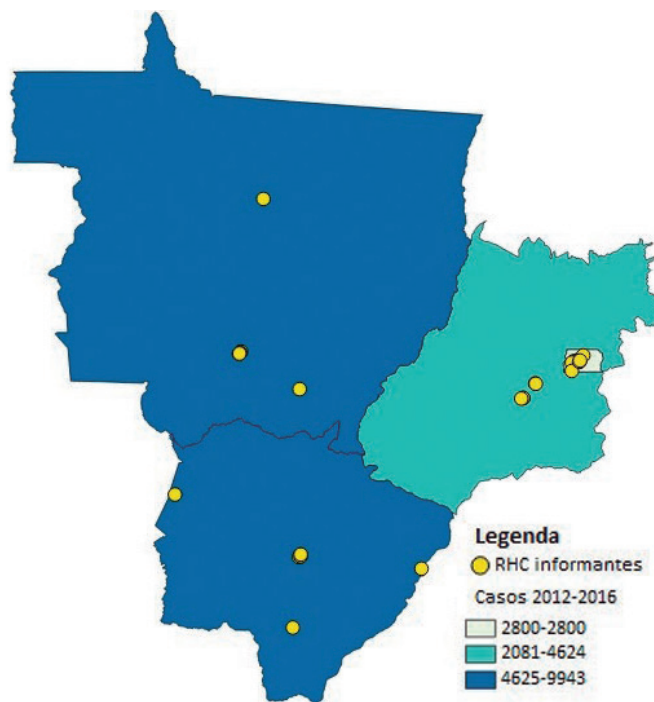 Legenda
RHC informantes
Casos 2012-2016
2800-2800
2081-4624
4625-9943